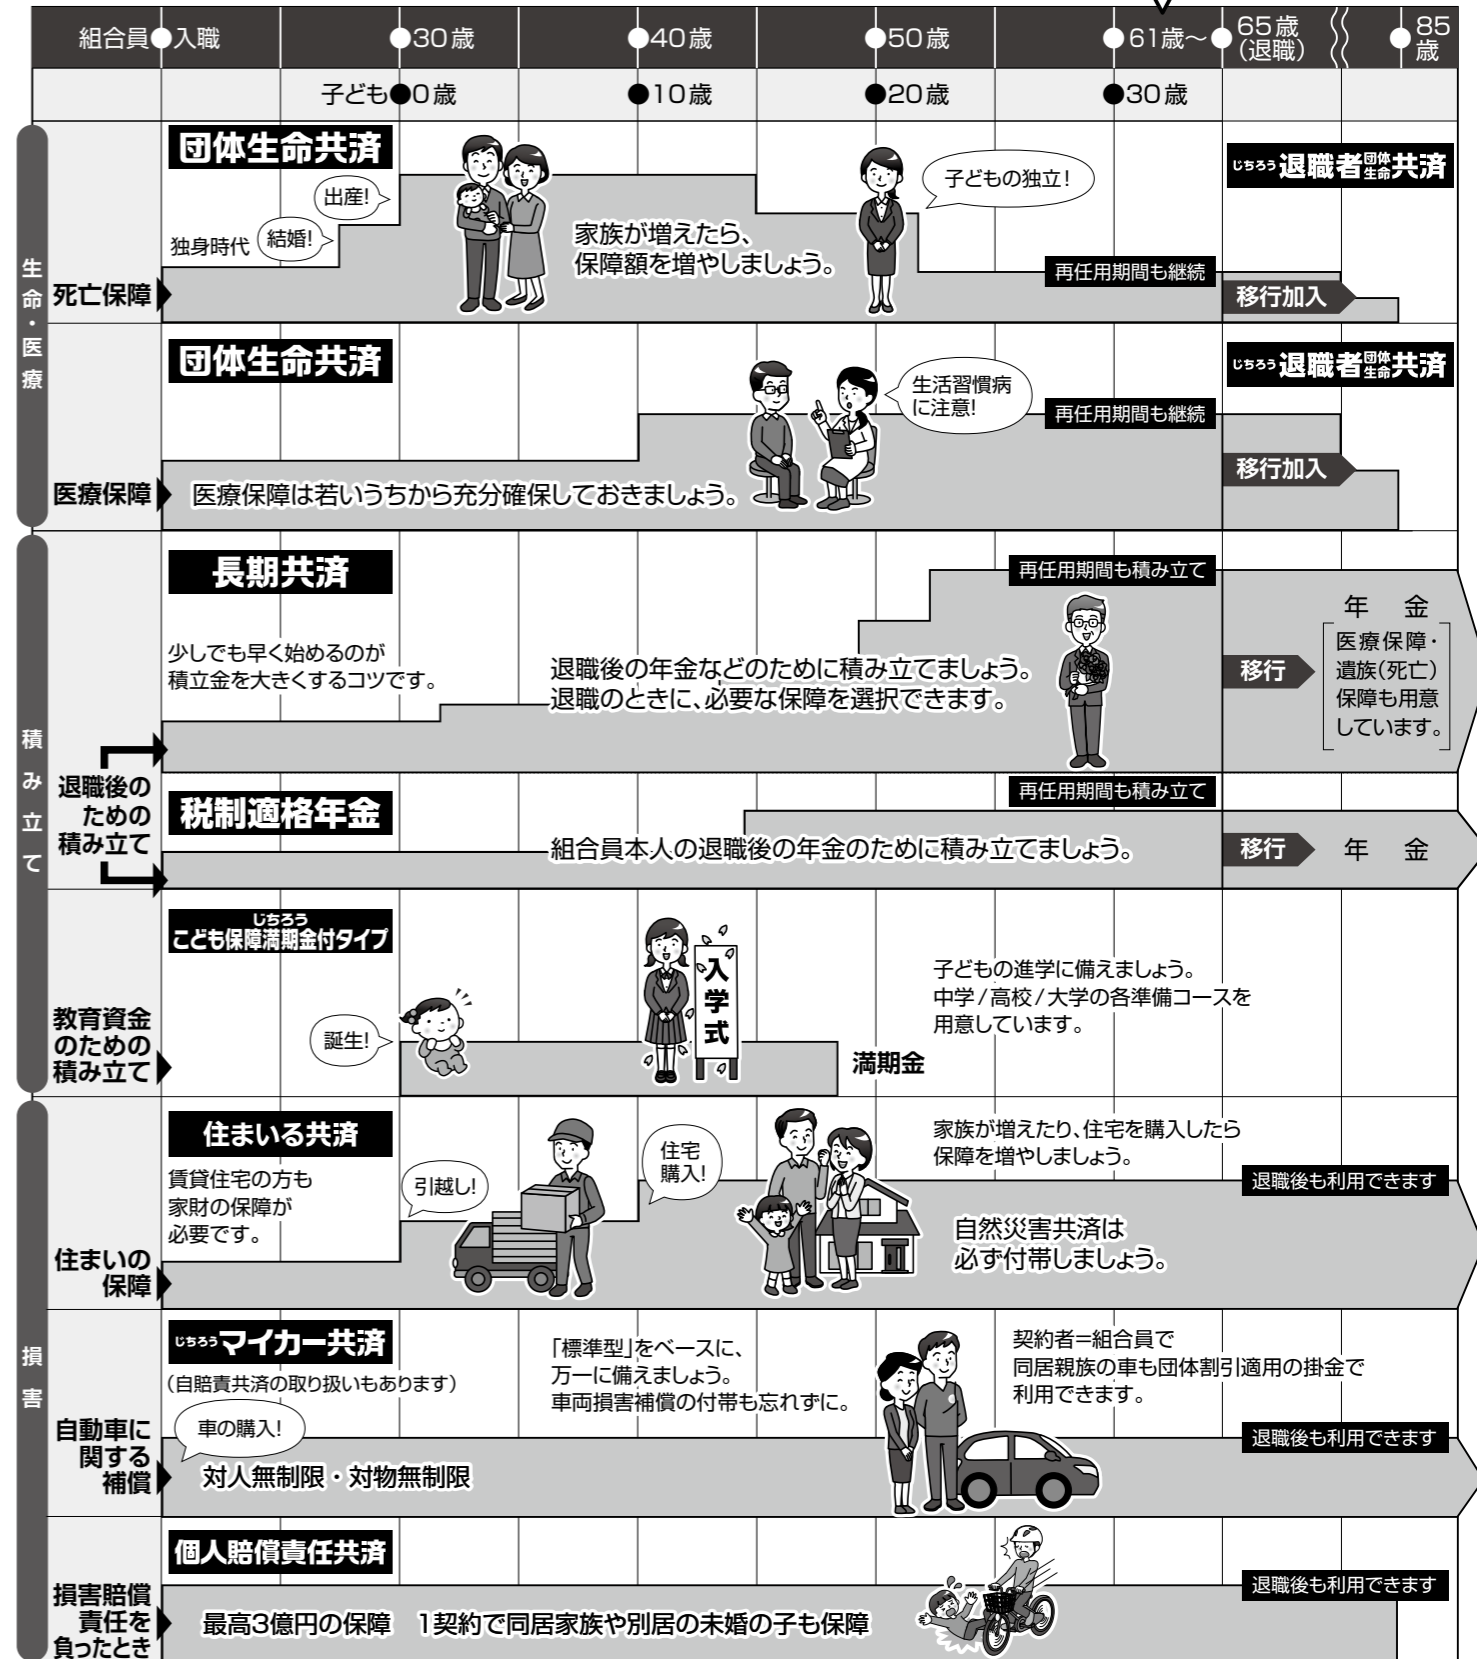 組合員 入職 30歳 40歳 50歳 61歳～ 65歳（退職） 85歳
子ども 0歳 10歳 20歳 30歳
生命・医療
死亡保障
団体生命共済
独身時代
結婚!
出産!
家族が増えたら、
保障額を増やしましょう。
子どもの独立!
再任用期間も継続
じちろう退職者団体生命共済
移行加入
医療保障
団体生命共済
医療保障は若いうちから充分確保しておきましょう。
生活習慣病
に注意!
再任用期間も継続
じちろう退職者団体生命共済
移行加入
積み立て
退職後の
ための
積み立て
長期共済
少しでも早く始めるのが
積立金を大きくするコツです。
退職後の年金などのために積み立てましょう。
退職のときに、必要な保障を選択できます。
再任用期間も積み立て
移行
年 金
医療保障・
遺族(死亡)
保障も用意
しています。
税制適格年金
組合員本人の退職後の年金のために積み立てましょう。
再任用期間も積み立て
移行
年 金
教育資金
のための
積み立て
じちろう
こども保障満期金付タイプ
誕生!
入学式
満期金
子どもの進学に備えましょう。
中学/高校/大学の各準備コースを
用意しています。
損害
住まいの
保障
住まいる共済
賃貸住宅の方も
家財の保障が
必要です。
引越し!
住宅
購入!
家族が増えたり、住宅を購入したら
保障を増やしましょう。
自然災害共済は
必ず付帯しましょう。
退職後も利用できます
自動車に
関する
補償
じちろうマイカー共済
（自賠責共済の取り扱いもあります）
車の購入!
対人無制限・対物無制限
「標準型」をベースに、
万一に備えましょう。
車両損害補償の付帯も忘れずに。
契約者＝組合員で
同居親族の車も団体割引適用の掛金で
利用できます。
退職後も利用できます
損害賠償
責任を
負ったとき
個人賠償責任共済
最高3億円の保障　1契約で同居家族や別居の未婚の子も保障
退職後も利用できます